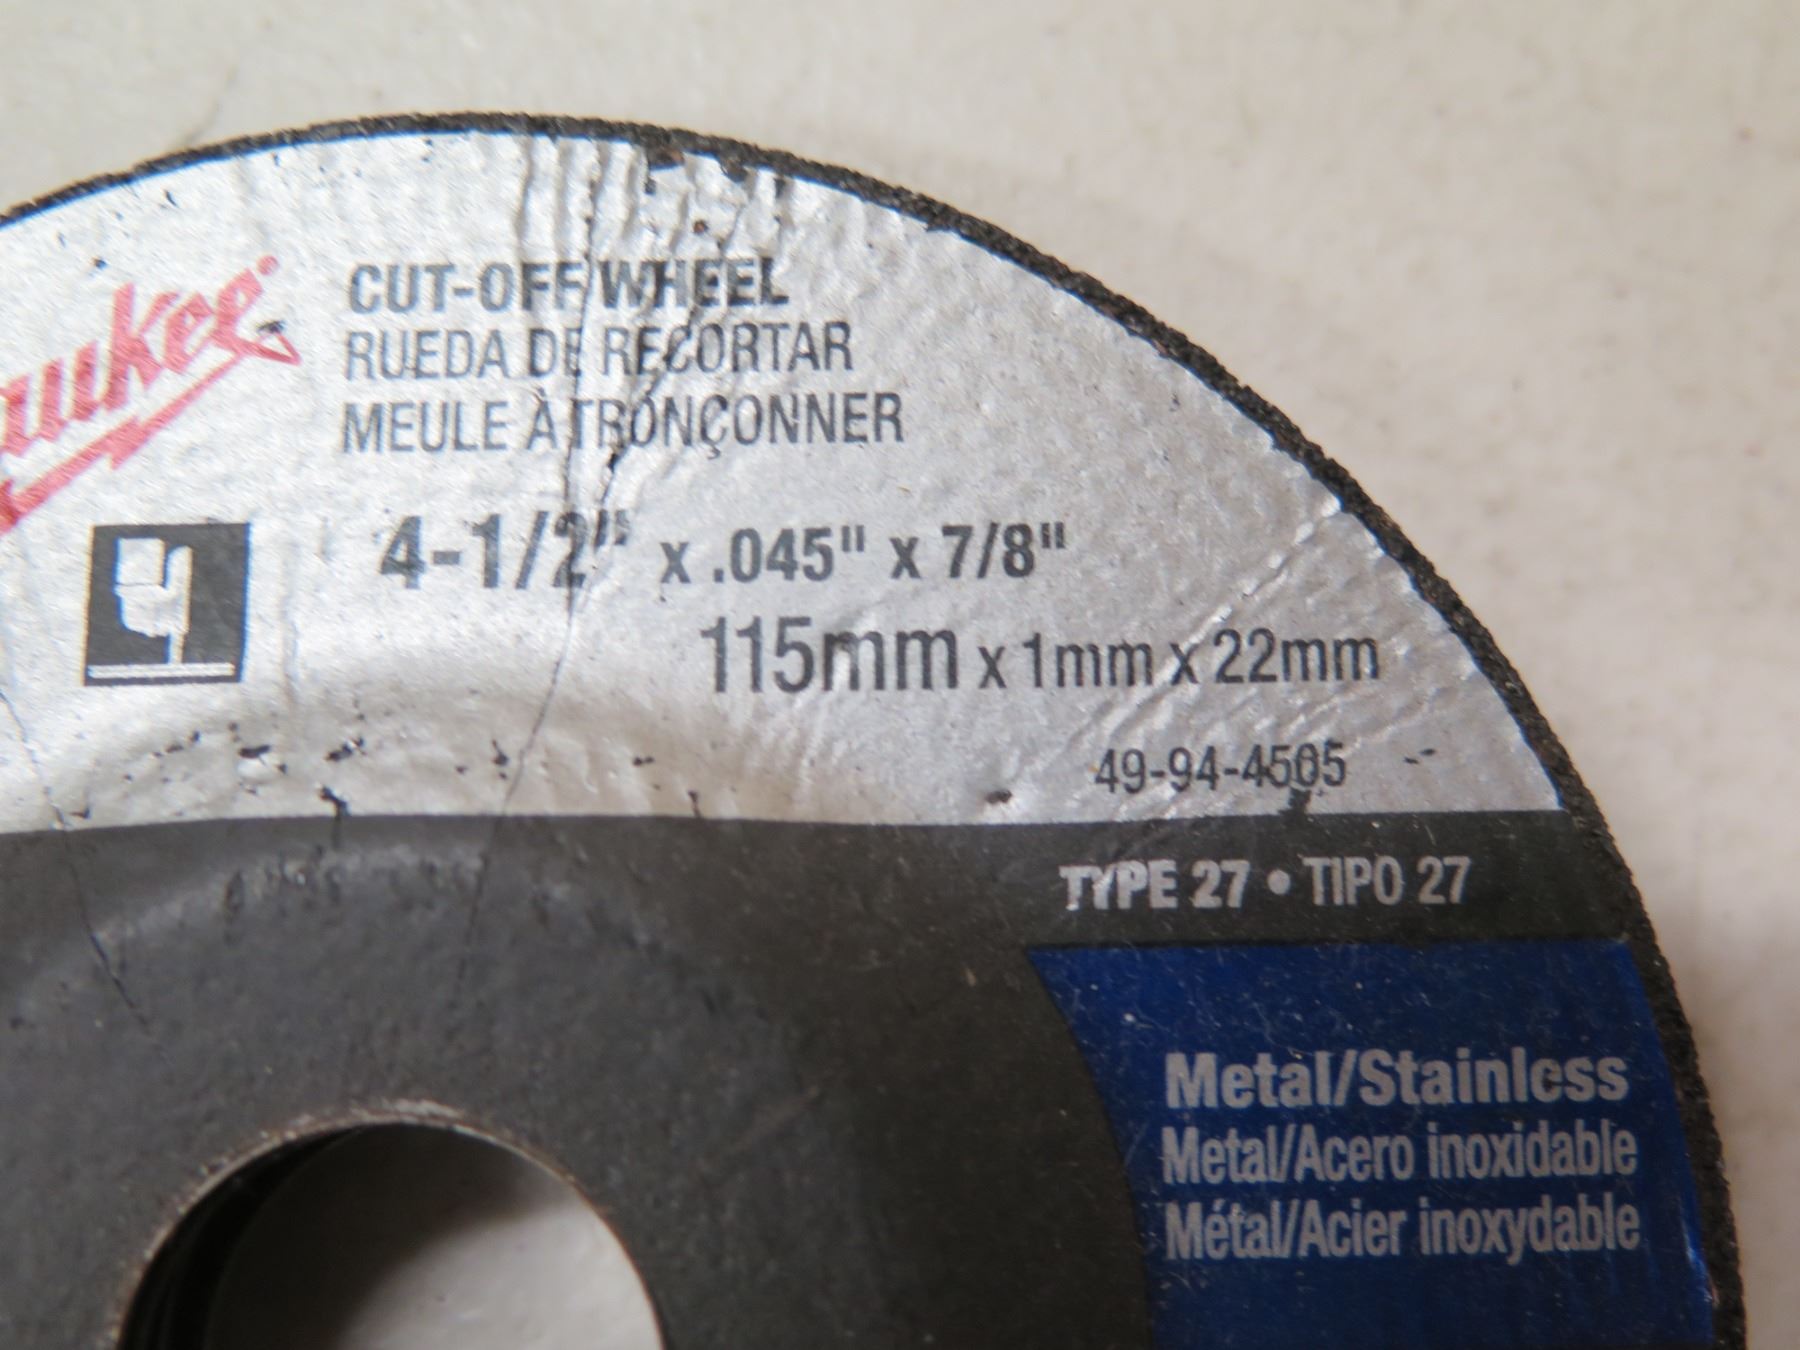 aukee
CUT-OFF WHEEL
RUEDA DE RECORTAR
MEULE À TRONÇONNER
4-1/2" x .045" x 7/8"
115mm x 1mm x 22mm
49-94-4505
TYPE 27 • TIPO 27
Metal/Stainless
Metal/Acero inoxidable
Métal/Acier inoxydable